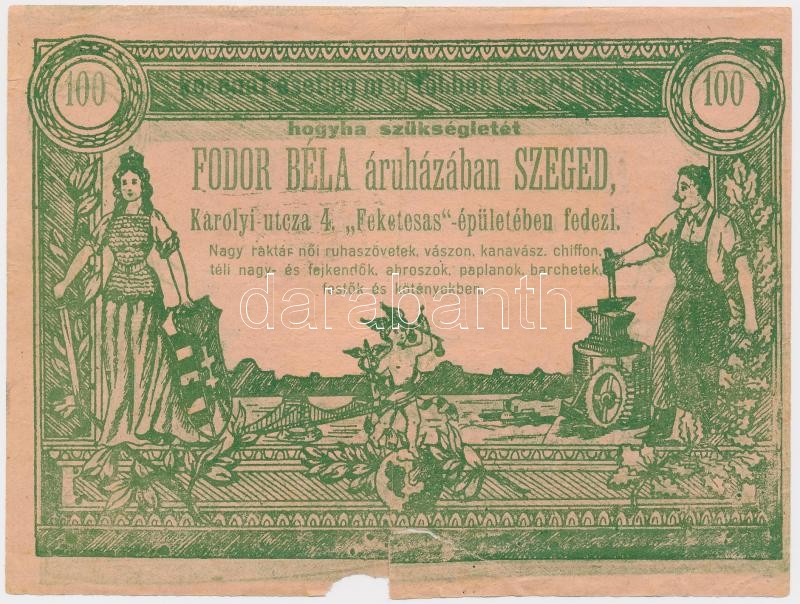 100
100
hogyha szükségletét
FODOR BÉLA áruházában SZEGED,
Károlyi-utcza 4. „Feketesas”-épületében fedezi.
Nagy raktár női ruhaszövetek, vászon, kanavász, chiffon,
téli nagy- és fejkendők, abroszok, paplanok, barchetek,
festők és kötényekben.
darabanth